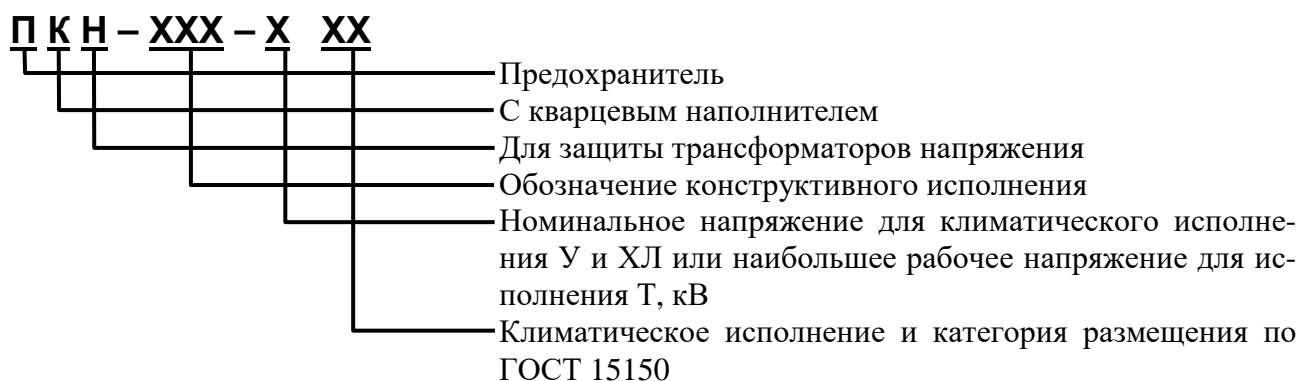 П К Н – ХХХ – Х ХХ
Предохранитель
С кварцевым наполнителем
Для защиты трансформаторов напряжения
Обозначение конструктивного исполнения
Номинальное напряжение для климатического исполне-
ния У и ХЛ или наибольшее рабочее напряжение для ис-
полнения Т, кВ
Климатическое исполнение и категория размещения по
ГОСТ 15150